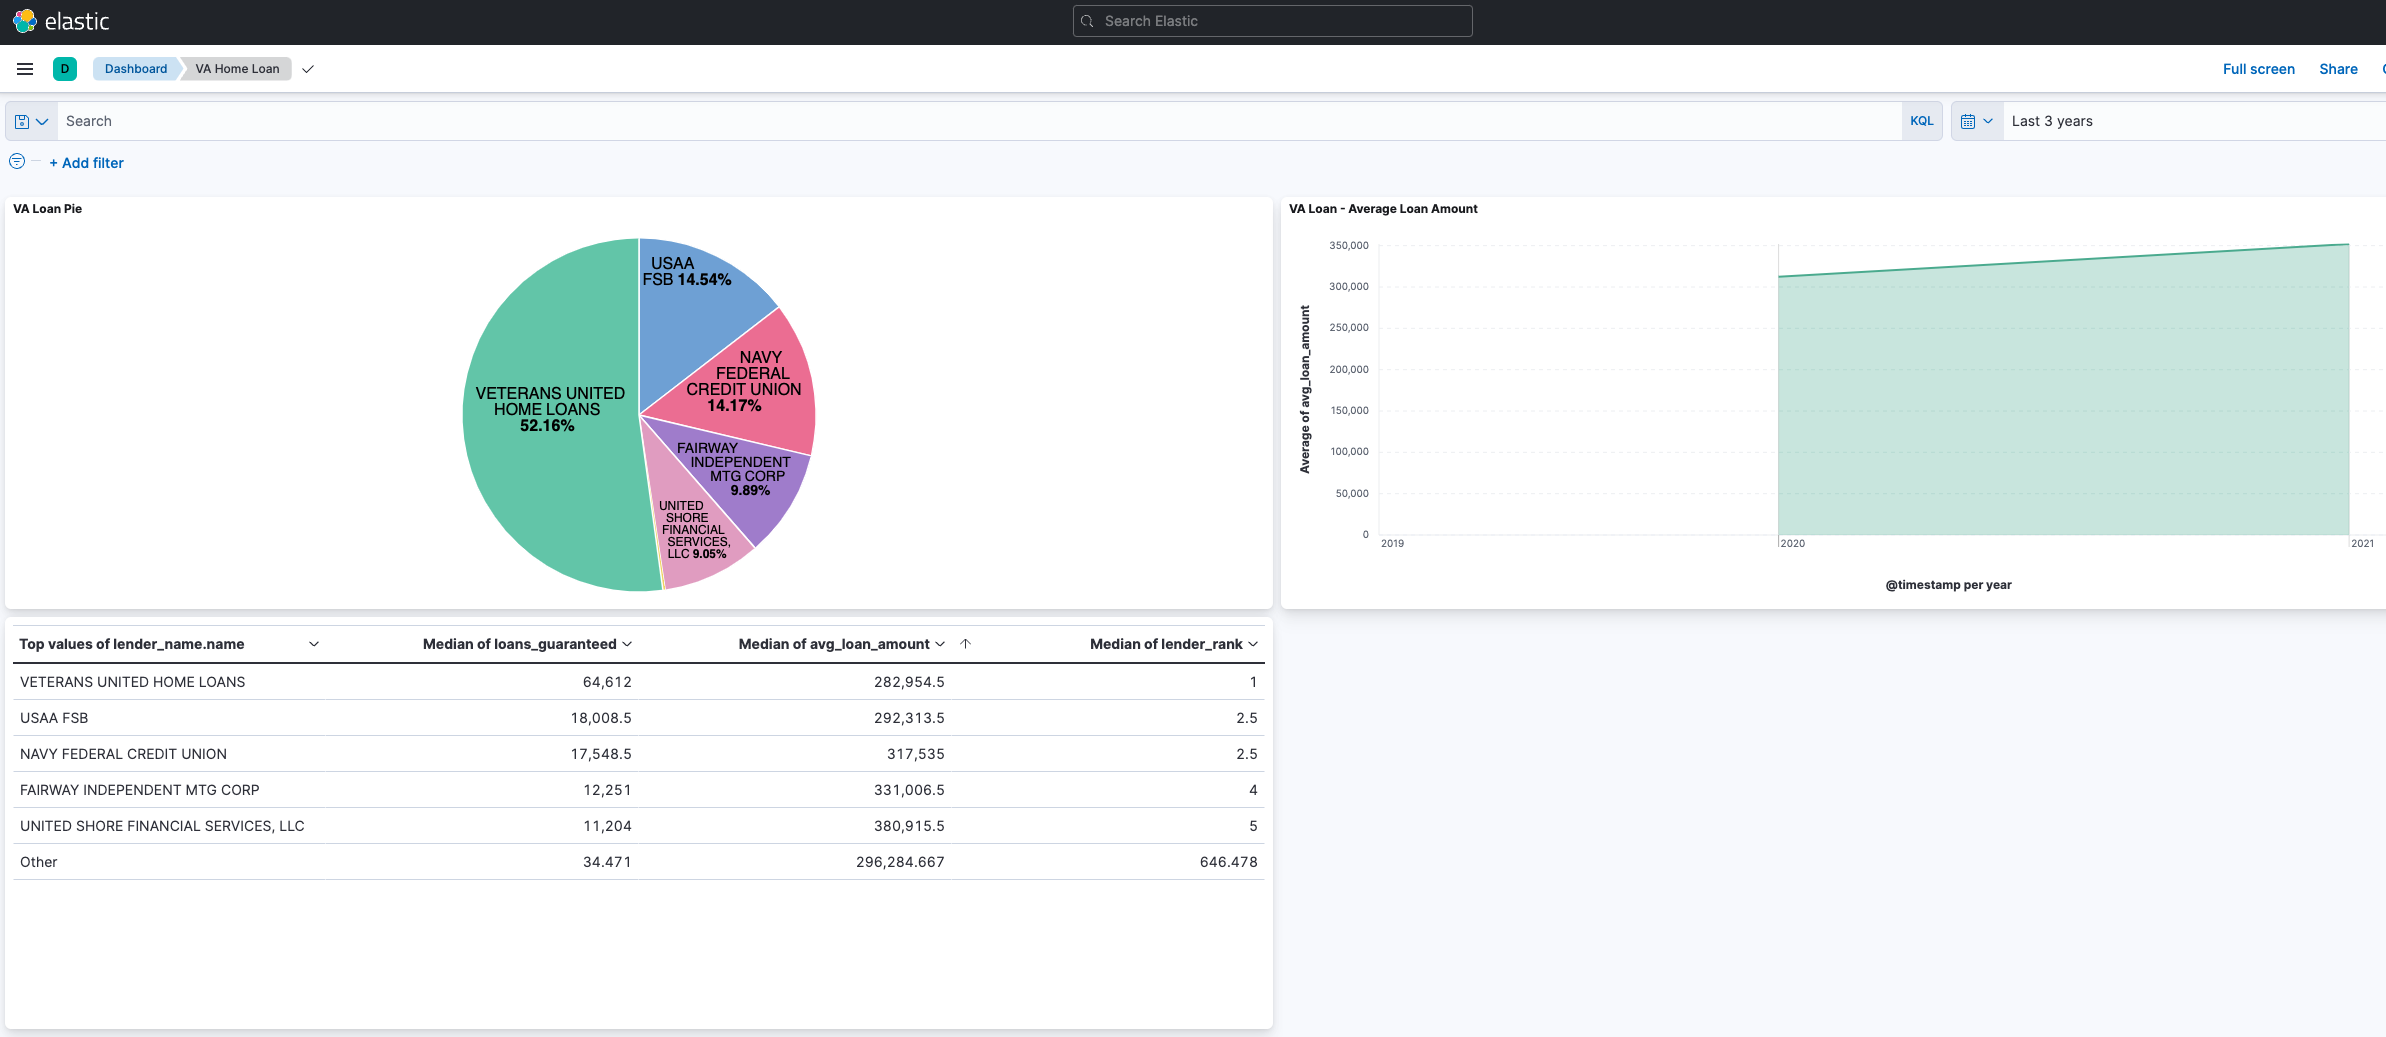 elastic
Search Elastic
D
Dashboard
VA Home Loan
Full screen
Share
Search
KQL
Last 3 years
+ Add filter
VA Loan Pie
USAA
FSB 14.54%
NAVY
FEDERAL
CREDIT UNION
14.17%
VETERANS UNITED
HOME LOANS
52.16%
FAIRWAY
INDEPENDENT
MTG CORP
9.89%
UNITED
SHORE
FINANCIAL
SERVICES,
LLC 9.05%
VA Loan - Average Loan Amount
Average of avg_loan_amount
350,000
300,000
250,000
200,000
150,000
100,000
50,000
0
2019
2020
2021
@timestamp per year
Top values of lender_name.name Median of loans_guaranteed Median of avg_loan_amount Median of lender_rank
VETERANS UNITED HOME LOANS 64,612 282,954.5 1
USAA FSB 18,008.5 292,313.5 2.5
NAVY FEDERAL CREDIT UNION 17,548.5 317,535 2.5
FAIRWAY INDEPENDENT MTG CORP 12,251 331,006.5 4
UNITED SHORE FINANCIAL SERVICES, LLC 11,204 380,915.5 5
Other 34.471 296,284.667 646.478